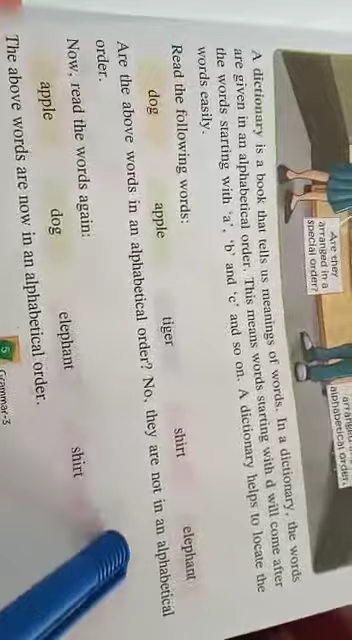 Are they
arranged in a
special order?
alphabetical order.
A dictionary is a book that tells us meanings of words. In a dictionary, the words
are given in an alphabetical order. This means words starting with d will come after
the words starting with 'a', 'b' and 'c' and so on. A dictionary helps to locate the
words easily.
Read the following words:
dog apple tiger shirt elephant
Are the above words in an alphabetical order? No, they are not in an alphabetical
order.
Now, read the words again:
apple dog elephant shirt
The above words are now in an alphabetical order.
5 Grammar-3